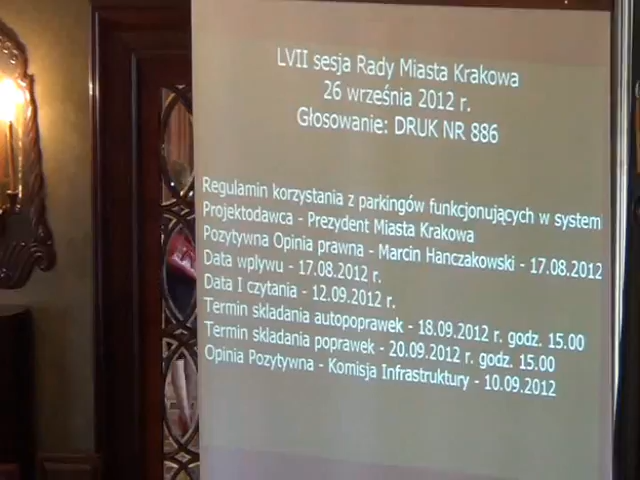 LVII sesja Rady Miasta Krakowa
26 września 2012 r.
Głosowanie: DRUK NR 886
Regulamin korzystania z parkingów funkcjonujących w system
Projektodawca - Prezydent Miasta Krakowa
Pozytywna Opinia prawna - Marcin Hanczakowski - 17.08.2012
Data wpływu - 17.08.2012 r.
Data I czytania - 12.09.2012 r.
Termin składania autopoprawek - 18.09.2012 r. godz. 15.00
Termin składania poprawek - 20.09.2012 r. godz. 15.00
Opinia Pozytywna - Komisja Infrastruktury - 10.09.2012